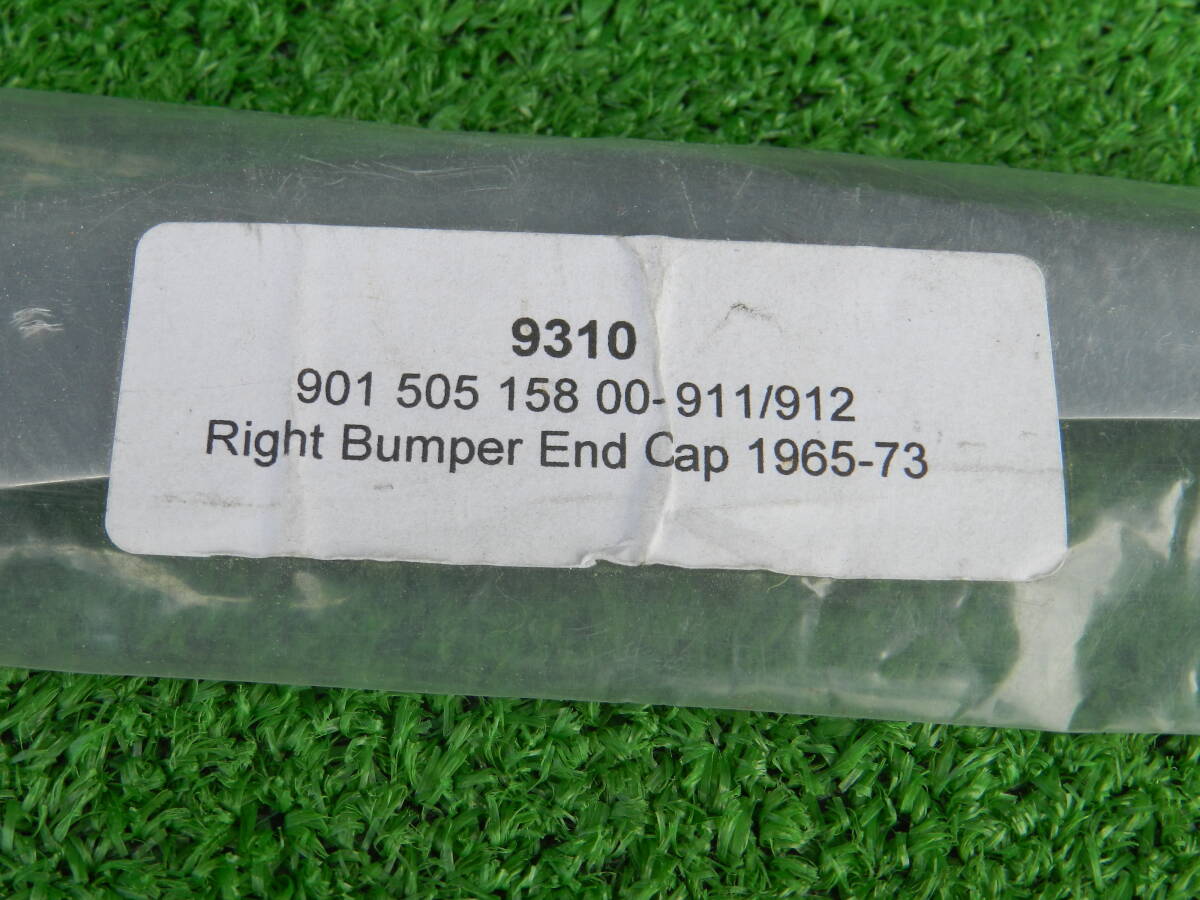 9310
901 505 158 00- 911/912
Right Bumper End Cap 1965-73